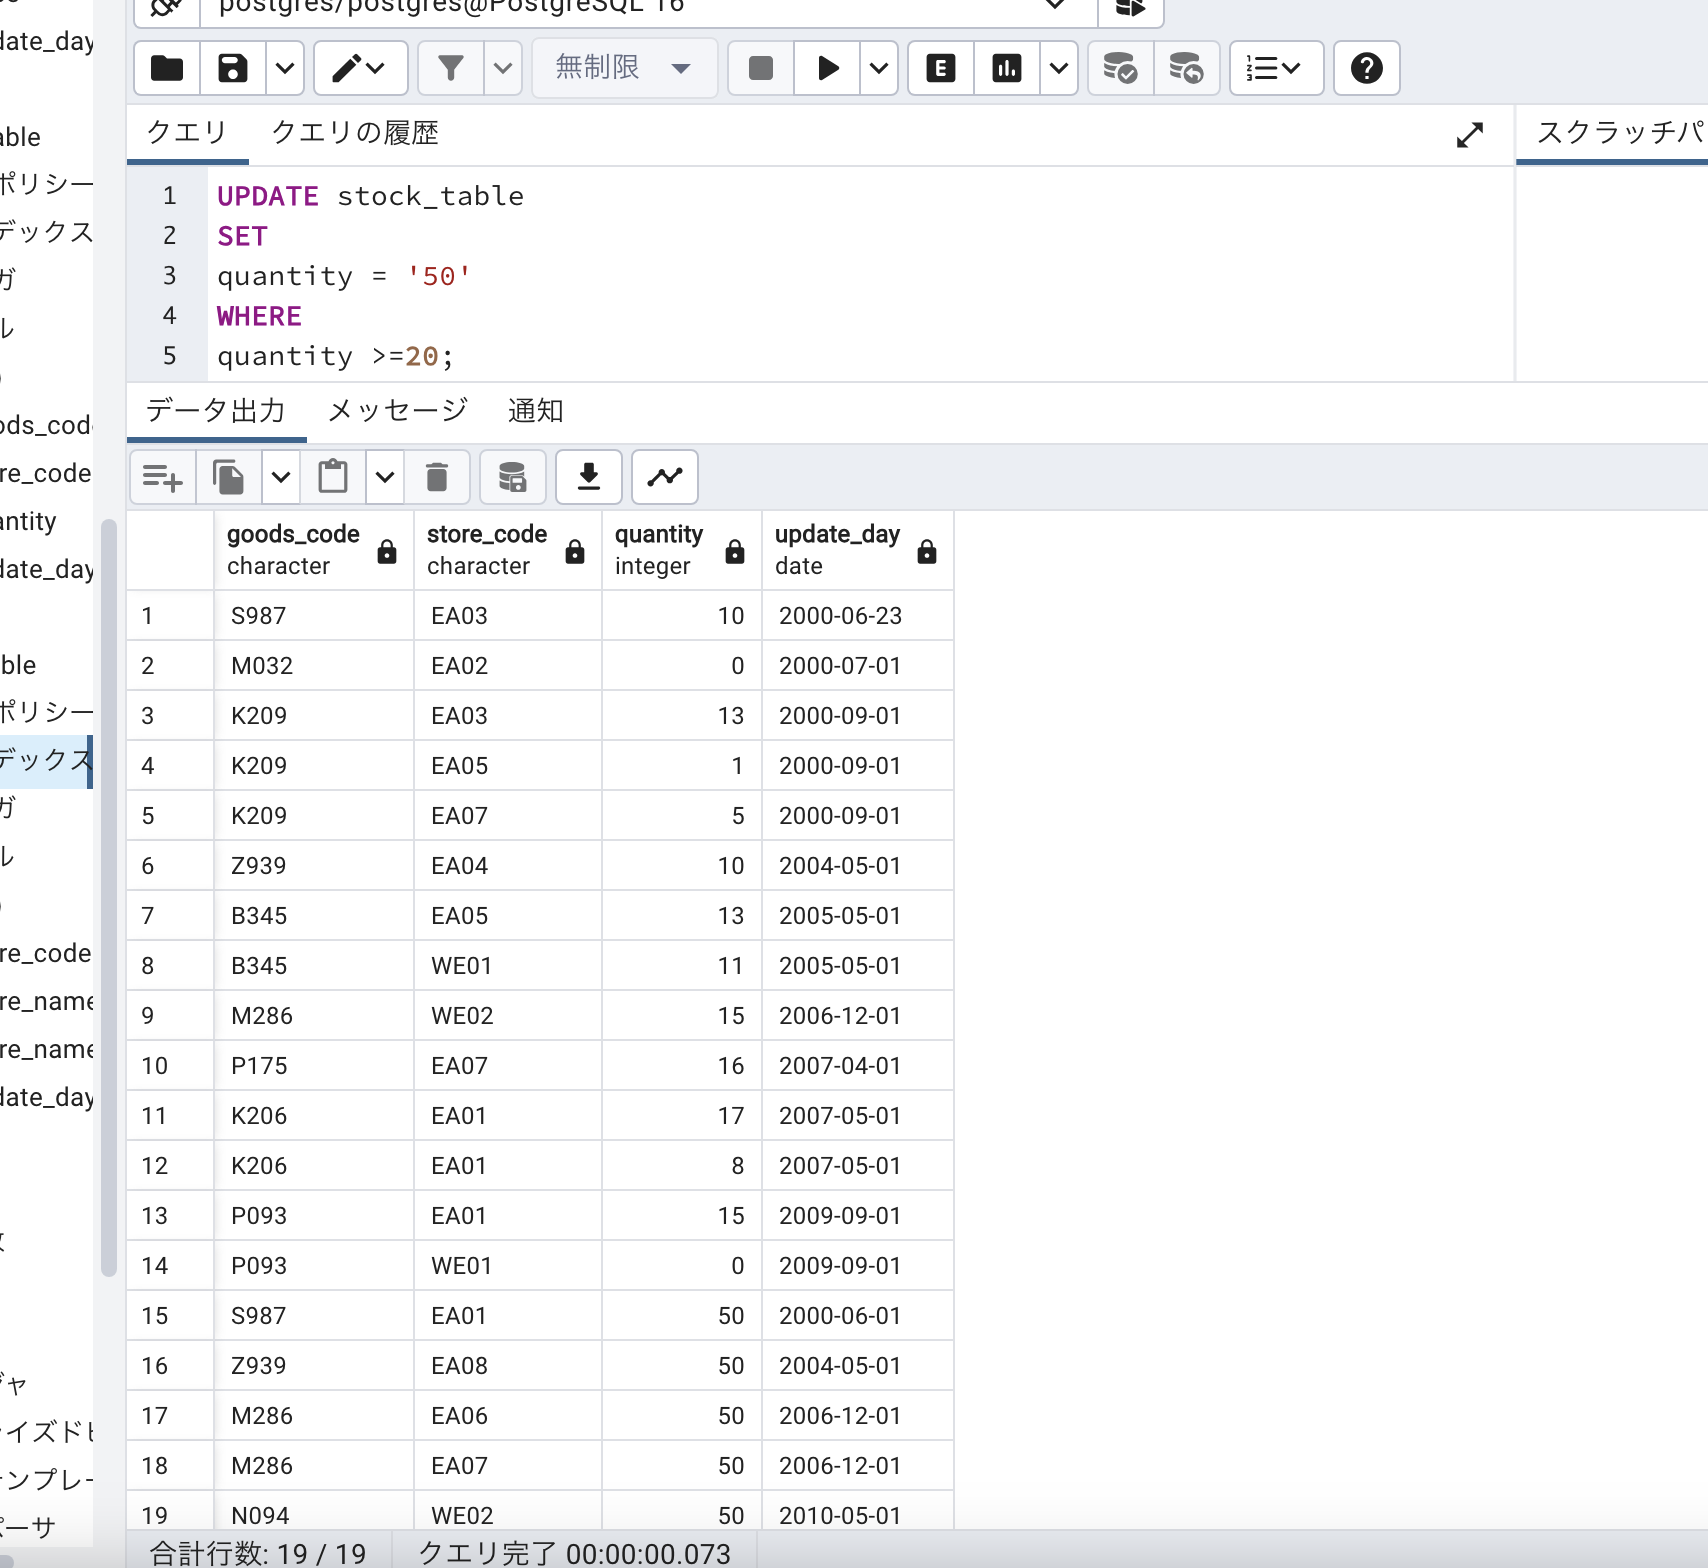 postgres/postgres@PostgreSQL 16
無制限
E
クエリ クエリの履歴
スクラッチパ
1 UPDATE stock_table
2 SET
3 quantity = '50'
4 WHERE
5 quantity >=20;
データ出力 メッセージ 通知
goods_code character store_code character quantity integer update_day date
1 S987 EA03 10 2000-06-23
2 M032 EA02 0 2000-07-01
3 K209 EA03 13 2000-09-01
4 K209 EA05 1 2000-09-01
5 K209 EA07 5 2000-09-01
6 Z939 EA04 10 2004-05-01
7 B345 EA05 13 2005-05-01
8 B345 WE01 11 2005-05-01
9 M286 WE02 15 2006-12-01
10 P175 EA07 16 2007-04-01
11 K206 EA01 17 2007-05-01
12 K206 EA01 8 2007-05-01
13 P093 EA01 15 2009-09-01
14 P093 WE01 0 2009-09-01
15 S987 EA01 50 2000-06-01
16 Z939 EA08 50 2004-05-01
17 M286 EA06 50 2006-12-01
18 M286 EA07 50 2006-12-01
19 N094 WE02 50 2010-05-01
合計行数: 19 / 19 クエリ完了 00:00:00.073
date_day
able
ポリシー
デックス
ガ
ル
ods_cod
re_code
antity
date_day
ble
ポリシー
デックス
ガ
ル
re_code
re_name
re_name
date_day
ジャ
イズドビ
ンプレー
パーサ